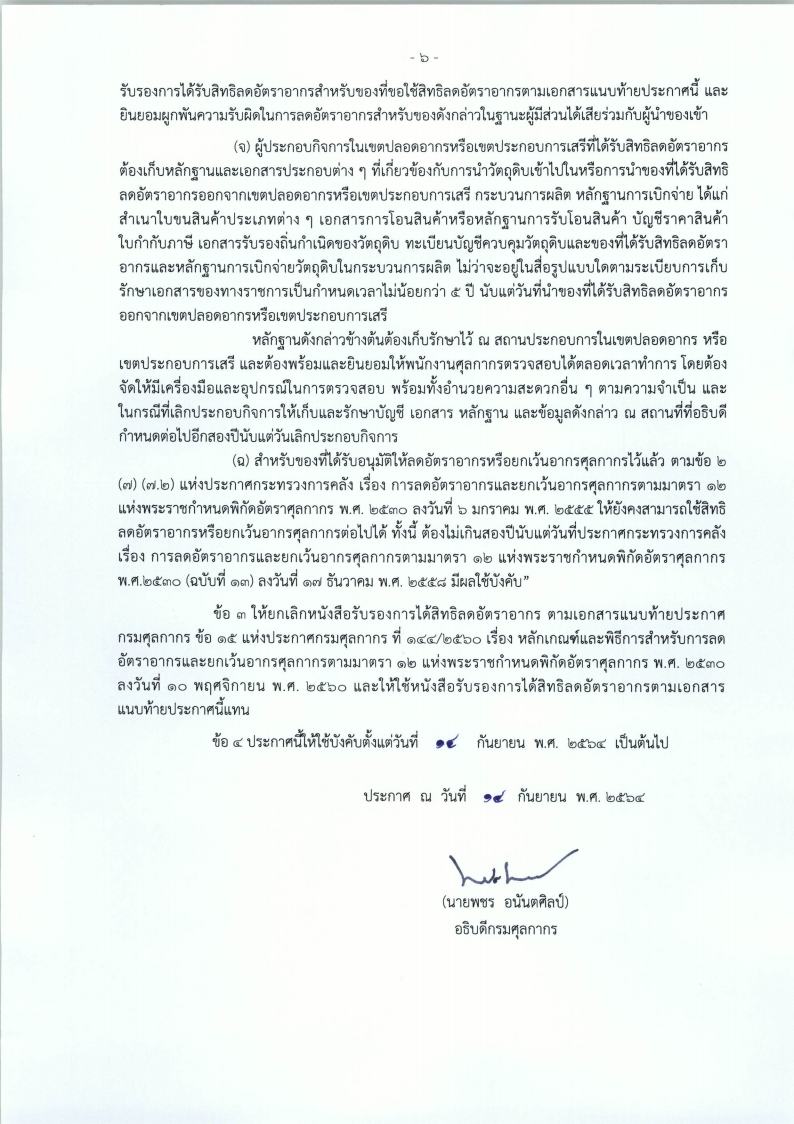 - ๖ -
รับรองการได้รับสิทธิลดอัตราอากรสำหรับของที่ขอใช้สิทธิลดอัตราอากรตามเอกสารแนบท้ายประกาศนี้ และ
ยินยอมผูกพันความรับผิดในการลดอัตราอากรสำหรับของดังกล่าวในฐานะผู้มีส่วนได้เสียร่วมกับผู้นำของเข้า
(จ) ผู้ประกอบกิจการในเขตปลอดอากรหรือเขตประกอบการเสรีที่ได้รับสิทธิลดอัตราอากร
ต้องเก็บหลักฐานและเอกสารประกอบต่าง ๆ ที่เกี่ยวข้องกับการนำวัตถุดิบเข้าไปในหรือการนำของที่ได้รับสิทธิ
ลดอัตราอากรออกจากเขตปลอดอากรหรือเขตประกอบการเสรี กระบวนการผลิต หลักฐานการเบิกจ่าย ได้แก่
สำเนาใบขนสินค้าประเภทต่าง ๆ เอกสารการโอนสินค้าหรือหลักฐานการรับโอนสินค้า บัญชีราคาสินค้า
ใบกำกับภาษี เอกสารรับรองถิ่นกำเนิดของวัตถุดิบ ทะเบียนบัญชีควบคุมวัตถุดิบและของที่ได้รับสิทธิลดอัตรา
อากรและหลักฐานการเบิกจ่ายวัตถุดิบในกระบวนการผลิต ไม่ว่าจะอยู่ในสื่อรูปแบบใดตามระเบียบการเก็บ
รักษาเอกสารของทางราชการเป็นกำหนดเวลาไม่น้อยกว่า ๕ ปี นับแต่วันที่นำของที่ได้รับสิทธิลดอัตราอากร
ออกจากเขตปลอดอากรหรือเขตประกอบการเสรี
หลักฐานดังกล่าวข้างต้นต้องเก็บรักษาไว้ ณ สถานประกอบการในเขตปลอดอากร หรือ
เขตประกอบการเสรี และต้องพร้อมและยินยอมให้พนักงานศุลกากรตรวจสอบได้ตลอดเวลาทำการ โดยต้อง
จัดให้มีเครื่องมือและอุปกรณ์ในการตรวจสอบ พร้อมทั้งอำนวยความสะดวกอื่น ๆ ตามความจำเป็น และ
ในกรณีที่เลิกประกอบกิจการให้เก็บและรักษาบัญชี เอกสาร หลักฐาน และข้อมูลดังกล่าว ณ สถานที่ที่อธิบดี
กำหนดต่อไปอีกสองปีนับแต่วันเลิกประกอบกิจการ
(ฉ) สำหรับของที่ได้รับอนุมัติให้ลดอัตราอากรหรือยกเว้นอากรศุลกากรไว้แล้ว ตามข้อ ๒
(๗) (๗.๒) แห่งประกาศกระทรวงการคลัง เรื่อง การลดอัตราอากรและยกเว้นอากรศุลกากรตามมาตรา ๑๒
แห่งพระราชกำหนดพิกัดอัตราศุลกากร พ.ศ. ๒๕๓๐ ลงวันที่ ๖ มกราคม พ.ศ. ๒๕๕๕ ให้ยังคงสามารถใช้สิทธิ
ลดอัตราอากรหรือยกเว้นอากรศุลกากรต่อไปได้ ทั้งนี้ ต้องไม่เกินสองปีนับแต่วันที่ประกาศกระทรวงการคลัง
เรื่อง การลดอัตราอากรและยกเว้นอากรศุลกากรตามมาตรา ๑๒ แห่งพระราชกำหนดพิกัดอัตราศุลกากร
พ.ศ.๒๕๓๐ (ฉบับที่ ๑๓) ลงวันที่ ๑๗ ธันวาคม พ.ศ. ๒๕๕๘ มีผลใช้บังคับ”
ข้อ ๓ ให้ยกเลิกหนังสือรับรองการได้สิทธิลดอัตราอากร ตามเอกสารแนบท้ายประกาศ
กรมศุลกากร ข้อ ๑๕ แห่งประกาศกรมศุลกากร ที่ ๑๔๔/๒๕๖๐ เรื่อง หลักเกณฑ์และพิธีการสำหรับการลด
อัตราอากรและยกเว้นอากรศุลกากรตามมาตรา ๑๒ แห่งพระราชกำหนดพิกัดอัตราศุลกากร พ.ศ. ๒๕๓๐
ลงวันที่ ๑๐ พฤศจิกายน พ.ศ. ๒๕๖๐ และให้ใช้หนังสือรับรองการได้สิทธิลดอัตราอากรตามเอกสาร
แนบท้ายประกาศนี้แทน
ข้อ ๔ ประกาศนี้ให้ใช้บังคับตั้งแต่วันที่ ๑๔ กันยายน พ.ศ. ๒๕๖๔ เป็นต้นไป
ประกาศ ณ วันที่ ๑๔ กันยายน พ.ศ. ๒๕๖๔
(นายพชร อนันตศิลป์)
อธิบดีกรมศุลกากร